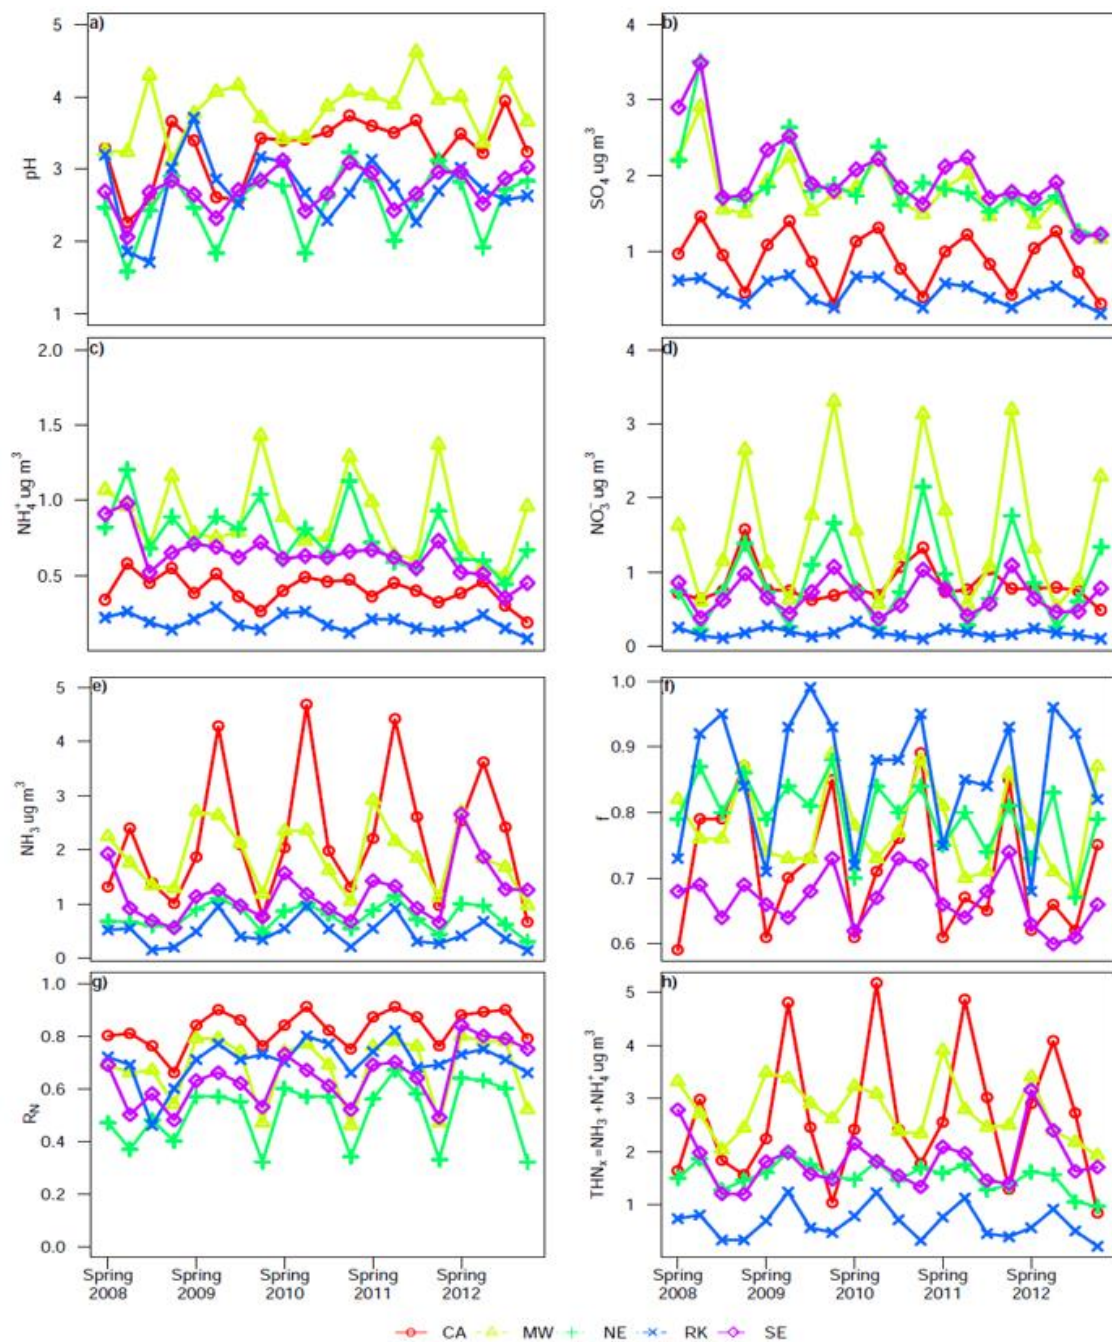 a)
5
4
3
2
1
pH
b)
4
3
2
1
SO4 ug m3
c)
2.0
1.5
1.0
0.5
NH4+ ug m3
d)
4
3
2
1
0
NO3- ug m3
e)
5
4
3
2
1
0
NH3 ug m3
(f)
1.0
0.9
0.8
0.7
0.6
f
g)
1.0
0.8
0.6
0.4
0.2
0.0
RN
h)
5
4
3
2
1
THNx =NH3 +NH4+ ug m3
Spring 2008
Spring 2009
Spring 2010
Spring 2011
Spring 2012
Spring 2008
Spring 2009
Spring 2010
Spring 2011
Spring 2012
CA MW NE RK SE